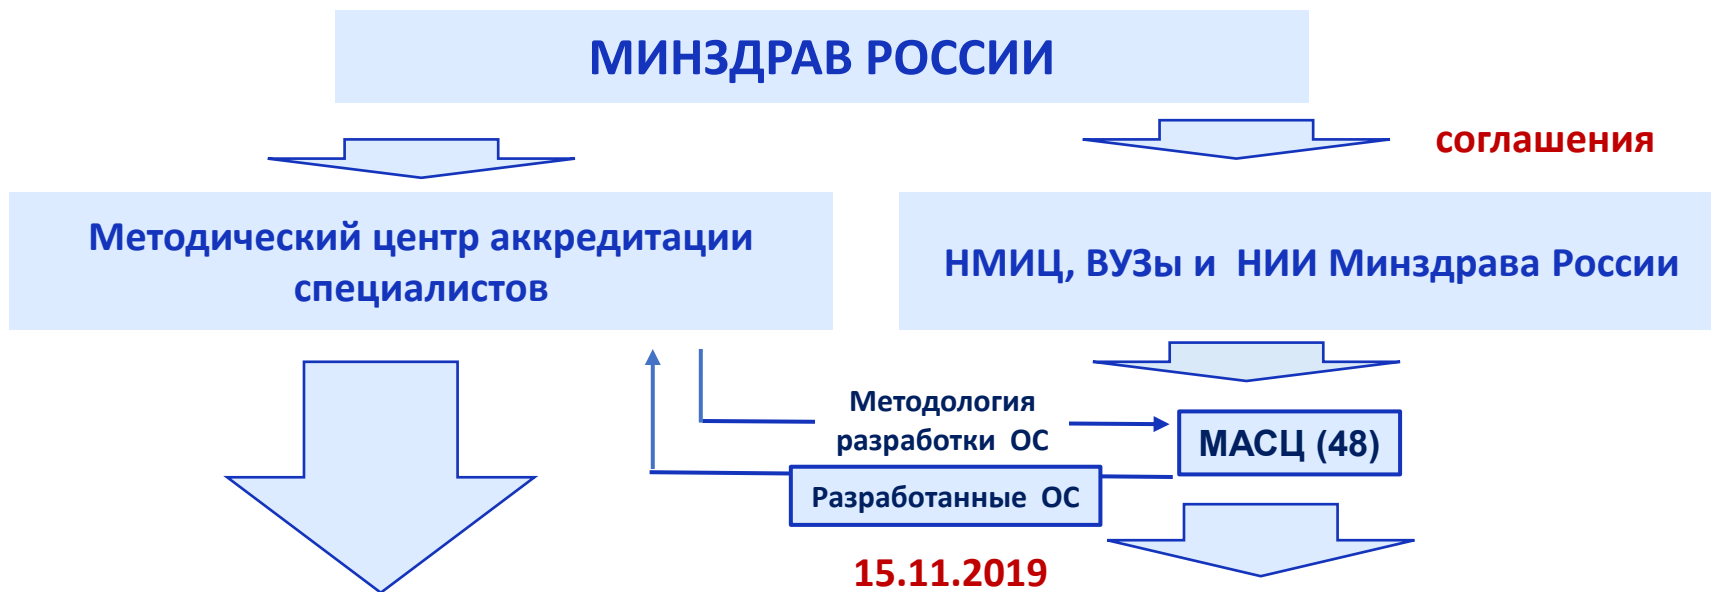 МИНЗДРАВ РОССИИ
соглашения
Методический центр аккредитации
специалистов
НМИЦ, ВУЗы и НИИ Минздрава России
Методология
разработки ОС
МАСЦ (48)
Разработанные ОС
15.11.2019